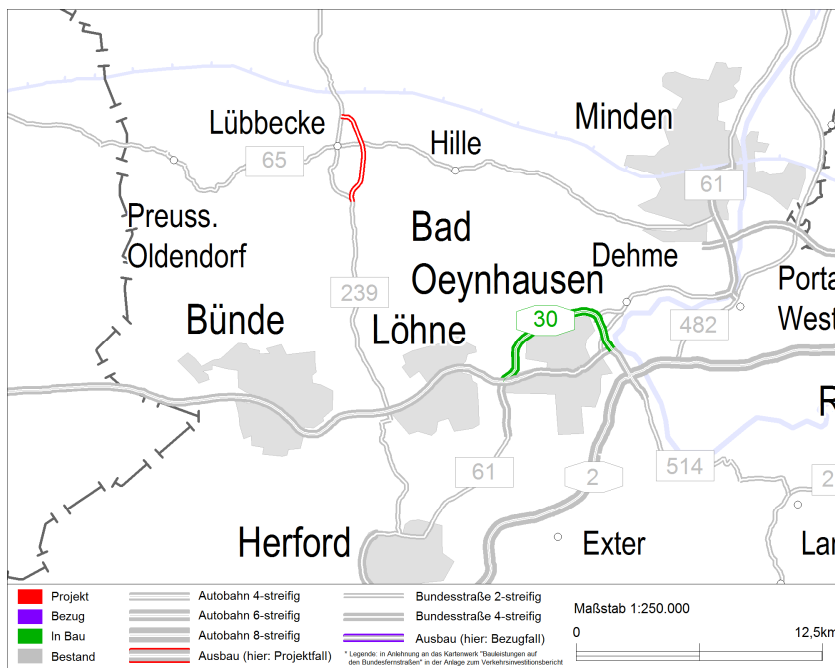 Minden
Lübbecke
Hille
65
61
Preuss.
Oldendorf
Bad
Oeynhausen
Dehme
Porta
West
239
30
482
Bünde
Löhne
R
61
2
514
2
Herford
Exter
Lar
Projekt
Bezug
In Bau
Bestand
Autobahn 4-streifig
Autobahn 6-streifig
Autobahn 8-streifig
Ausbau (hier: Projektfall)
Bundesstraße 2-streifig
Bundesstraße 4-streifig
Ausbau (hier: Bezugfall)
* Legende: in Anlehnung an das Kartenwerk "Bauleistungen auf
den Bundesfernstraßen" in der Anlage zum Verkehrsinvestitionsbericht
Maßstab 1:250.000
0
12,5km